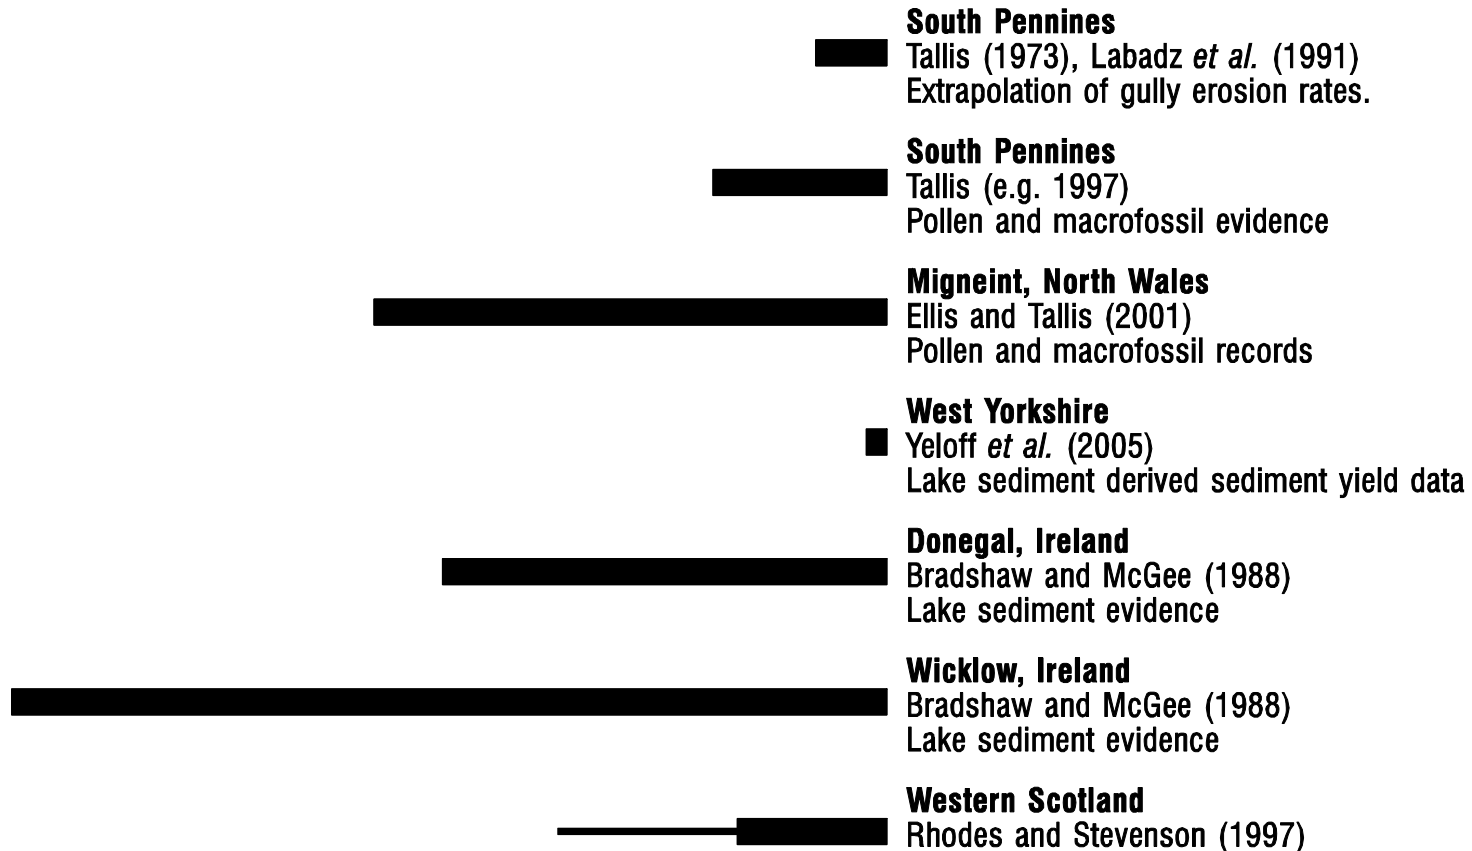 South Pennines
Tallis (1973), Labadz et al. (1991)
Extrapolation of gully erosion rates.
South Pennines
Tallis (e.g. 1997)
Pollen and macrofossil evidence
Migneint, North Wales
Ellis and Tallis (2001)
Pollen and macrofossil records
West Yorkshire
Yeloff et al. (2005)
Lake sediment derived sediment yield data
Donegal, Ireland
Bradshaw and McGee (1988)
Lake sediment evidence
Wicklow, Ireland
Bradshaw and McGee (1988)
Lake sediment evidence
Western Scotland
Rhodes and Stevenson (1997)